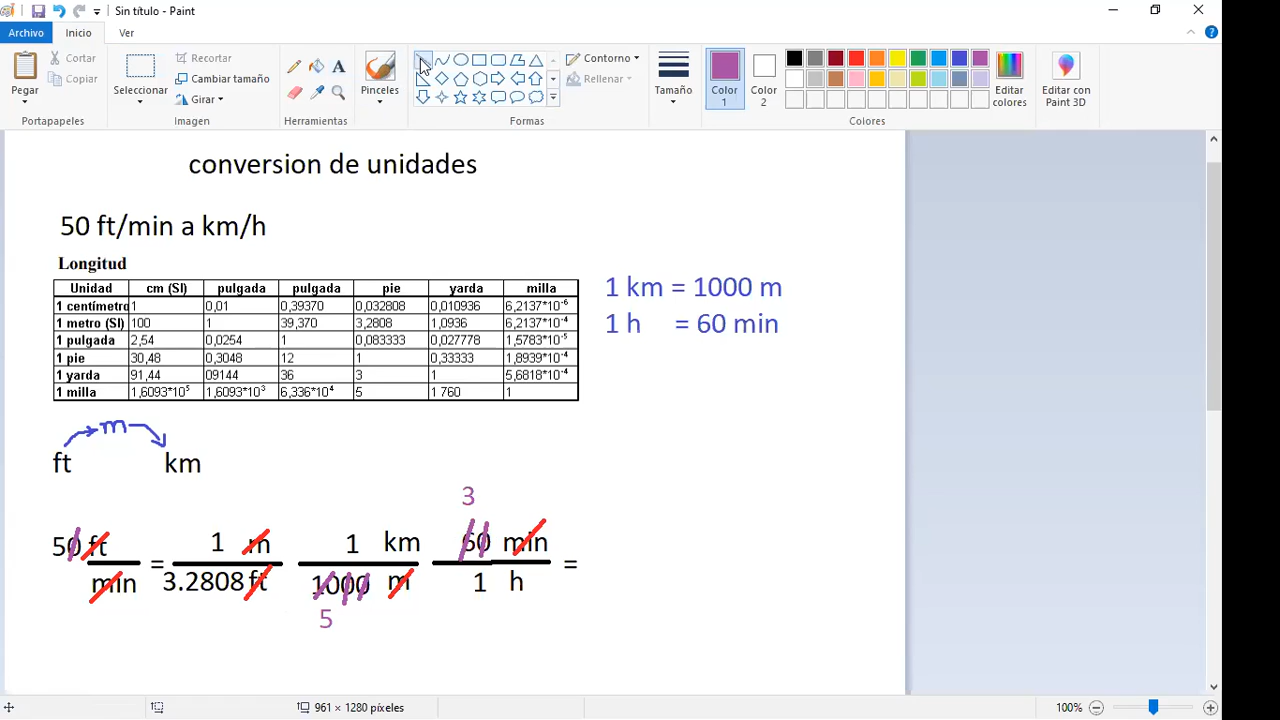 Sin título - Paint
Archivo Inicio Ver
Pegar
Cortar
Copiar
Portapapeles
Seleccionar
Recortar
Cambiar tamaño
Girar
Imagen
A
Herramientas
Pinceles
Contorno
Rellenar
Formas
Tamaño
Color 1
Color 2
Editar colores
Editar con Paint 3D
Colores
conversion de unidades
50 ft/min a km/h
Longitud
Unidad cm (SI) pulgada pulgada pie yarda milla
1 centímetro 1 0,01 0,39370 0,032808 0,010936 6,2137*10⁻⁶
1 metro (SI) 100 1 39,370 3,2808 1,0936 6,2137*10⁻⁴
1 pulgada 2,54 0,0254 1 0,083333 0,027778 1,5783*10⁻⁵
1 pie 30,48 0,3048 12 1 0,33333 1,8939*10⁻⁴
1 yarda 91,44 09144 36 3 1 5,6818*10⁻⁴
1 milla 1,6093*10⁵ 1,6093*10³ 6,336*10⁴ 5 1 760 1
1 km = 1000 m
1 h = 60 min
m
ft km
3
50 ft 1 m 1 km 60 min
= =
min 3.2808 ft 1000 m 1 h
5
961 × 1280 píxeles
100%